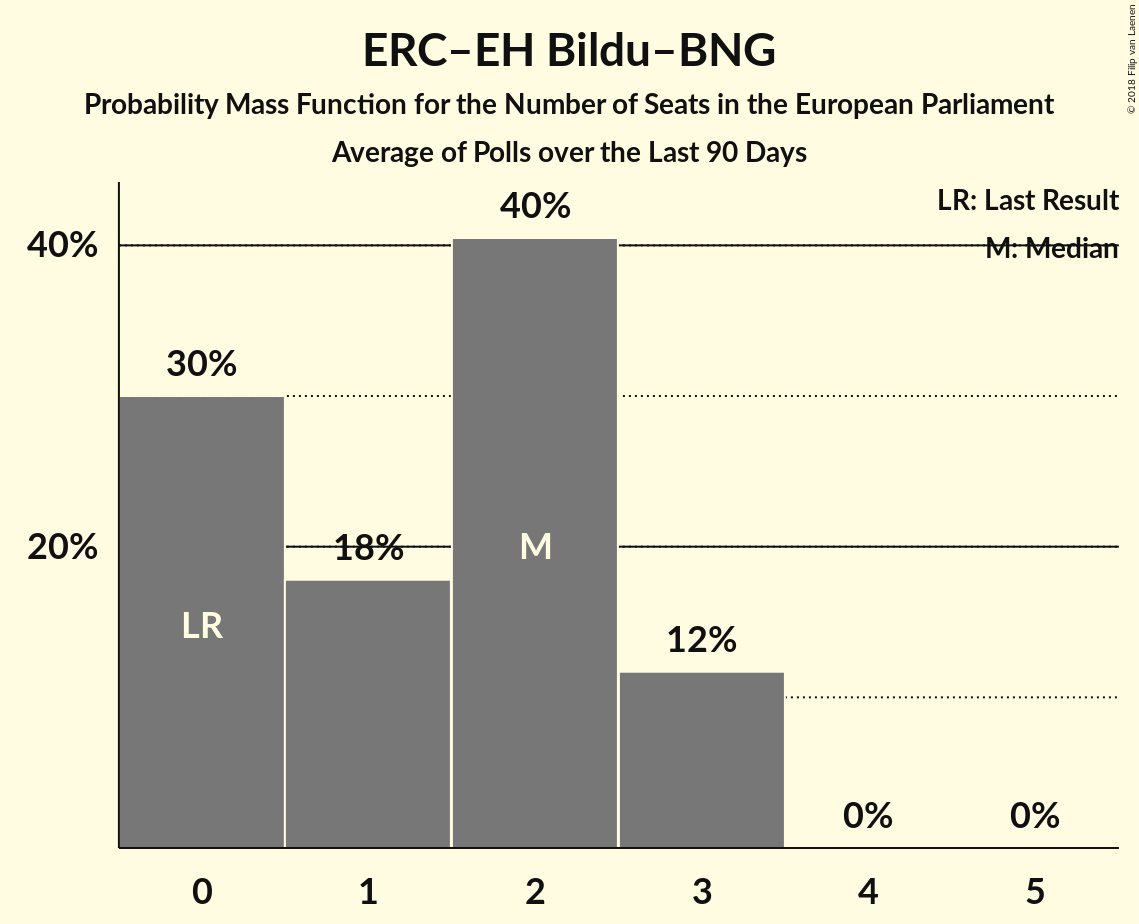 ERC–EH Bildu–BNG
Probability Mass Function for the Number of Seats in the European Parliament
Average of Polls over the Last 90 Days
© 2018 Filip van Laenen
LR: Last Result
M: Median
40%
20%
30%
18%
40%
12%
0%
0%
LR
M
0
1
2
3
4
5